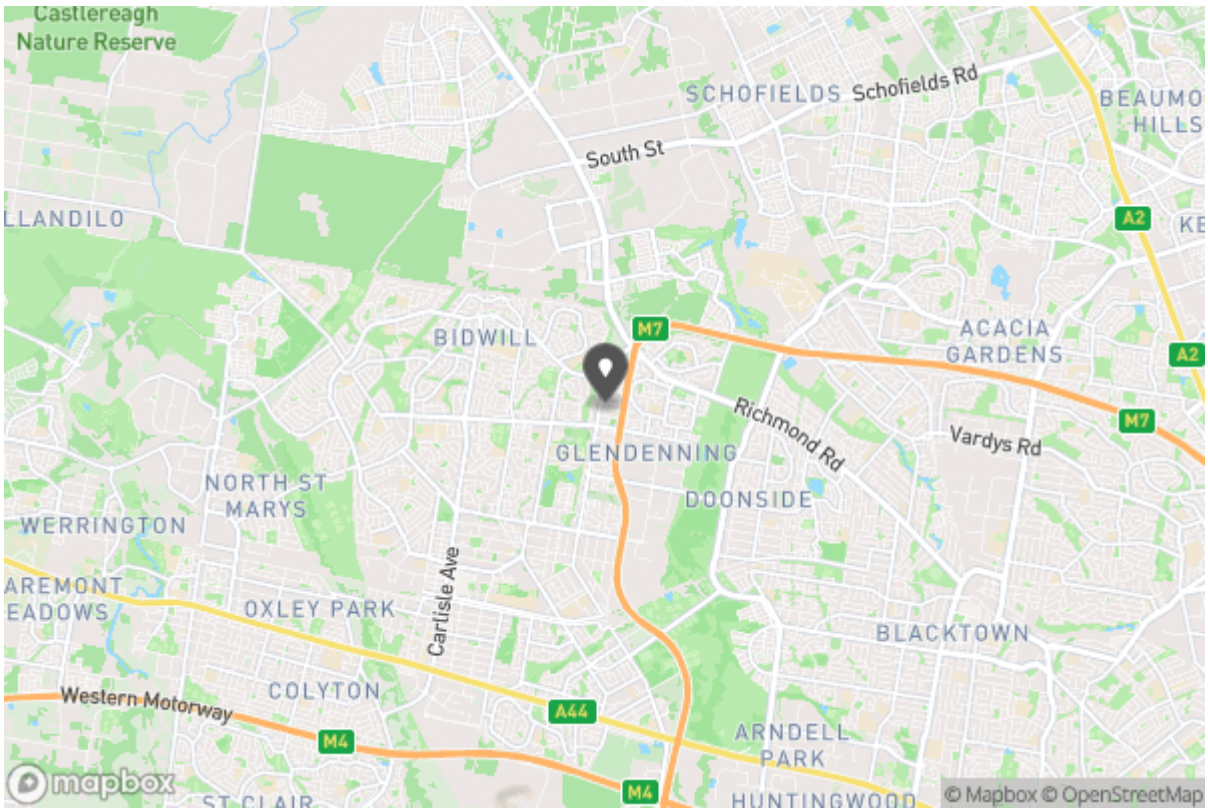 Castlereagh
Nature Reserve
SCHOFIELDS
Schofields Rd
BEAUMO
HILLS
South St
LLANDILO
A2
KE
BIDWILL
M7
ACACIA
GARDENS
A2
M7
Richmond Rd
Vardys Rd
GLENDENNING
NORTH ST
MARYS
DOONSIDE
WERRINGTON
AREMONT
EADOWS
OXLEY PARK
Carlisle Ave
BLACKTOWN
COLYTON
Western Motorway
A44
M4
ARNDELL
PARK
mapbox
ST CLAIR
M4
HUNTINGWOOD
© Mapbox © OpenStreetMap